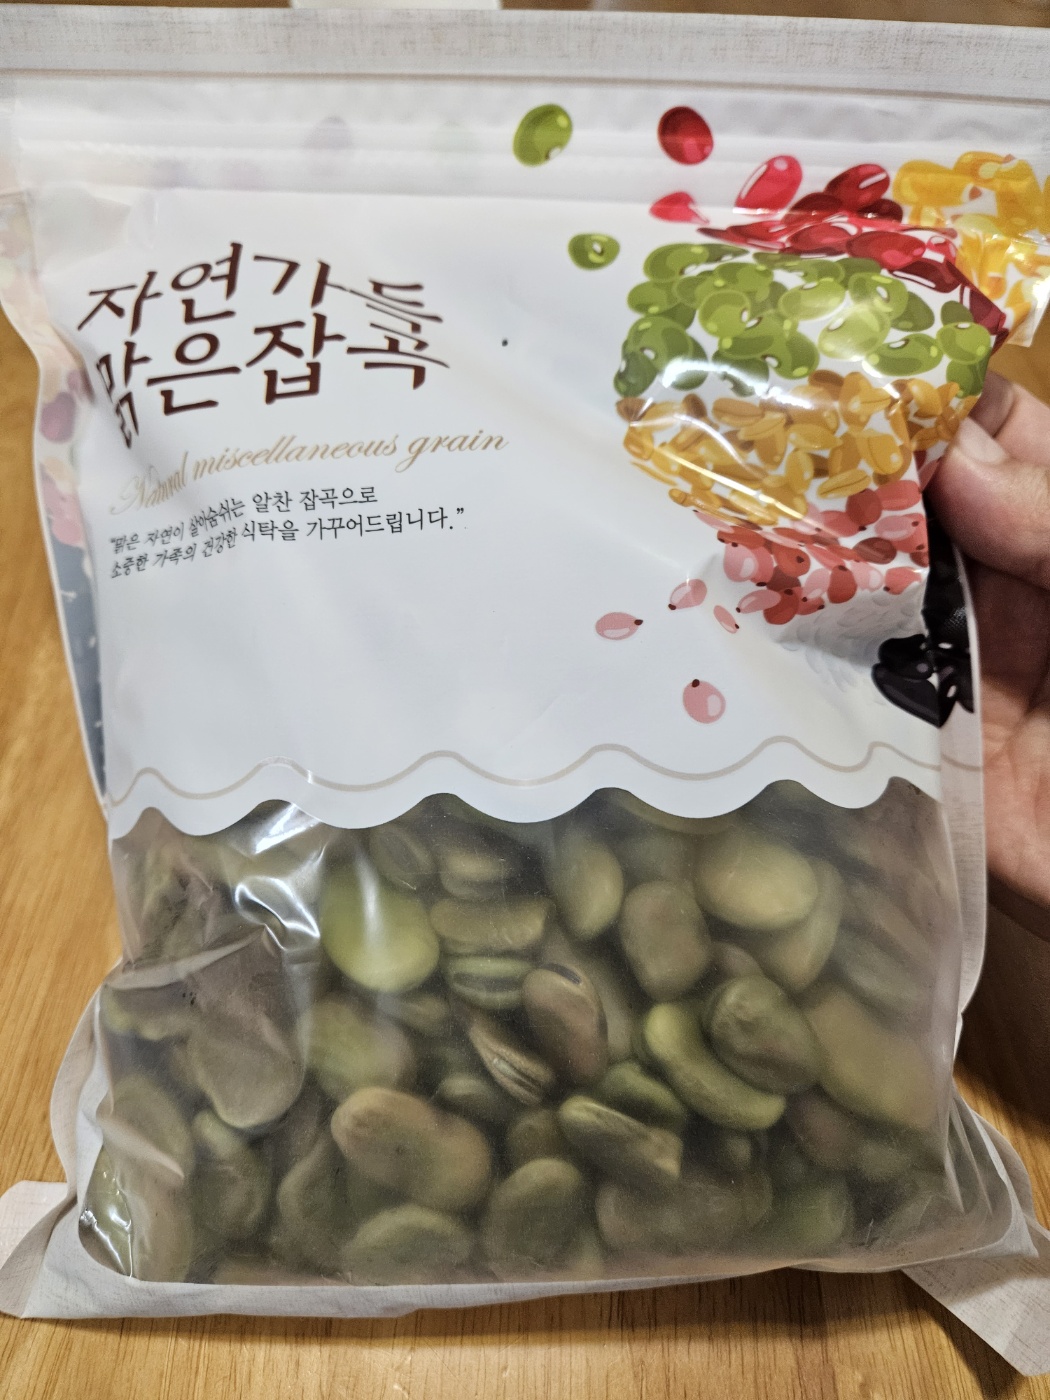 자연가득
맑은잡곡
Natural miscellaneous grain
"맑은 자연이 살아숨쉬는 알찬 잡곡으로
소중한 가족의 건강한 식탁을 가꾸어드립니다."